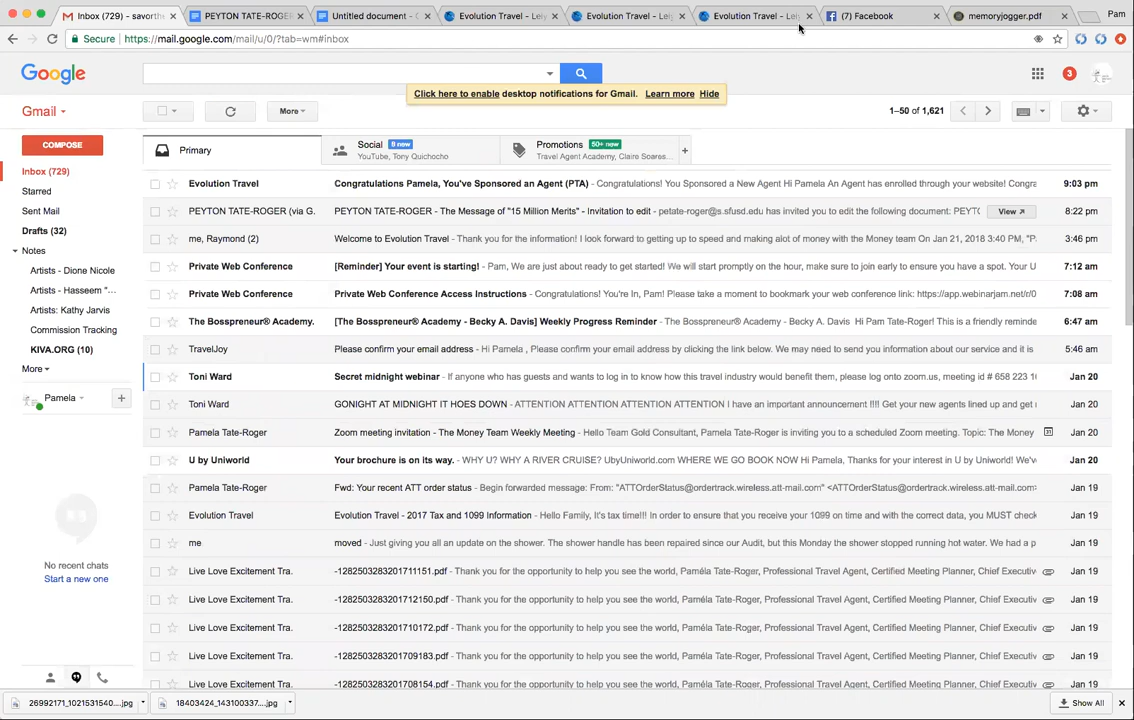 Inbox (729) - savorthe
PEYTON TATE-ROGER
Untitled document - G
Evolution Travel - Leis
Evolution Travel - Leis
Evolution Travel - Leis
(7) Facebook
memoryjogger.pdf
Pam
Secure
https://mail.google.com/mail/u/0/?tab=wm#inbox
Google
3
Click here to enable desktop notifications for Gmail. Learn more Hide
Gmail
More
1–50 of 1,621
COMPOSE
Inbox (729)
Starred
Sent Mail
Drafts (32)
Notes
Artists - Dione Nicole
Artists - Hasseem "...
Artists: Kathy Jarvis
Commission Tracking
KIVA.ORG (10)
More
Pamela
No recent chats
Start a new one
Primary
Social 8 new
YouTube, Tony Quichocho
Promotions 50+ new
Travel Agent Academy, Claire Soares...
Evolution Travel Congratulations Pamela, You've Sponsored an Agent (PTA) - Congratulations! You Sponsored a New Agent Hi Pamela An Agent has enrolled through your website! Congra 9:03 pm
PEYTON TATE-ROGER (via G. PEYTON TATE-ROGER - The Message of "15 Million Merits" - Invitation to edit - petate-roger@s.sfusd.edu has invited you to edit the following document: PEYTC View 8:22 pm
me, Raymond (2) Welcome to Evolution Travel - Thank you for the information! I look forward to getting up to speed and making alot of money with the Money team On Jan 21, 2018 3:40 PM, "P 3:46 pm
Private Web Conference [Reminder] Your event is starting! - Pam, We are just about ready to get started! We will start promptly on the hour, make sure to join early to ensure you have a spot. Your U 7:12 am
Private Web Conference Private Web Conference Access Instructions - Congratulations! You're In, Pam! Please take a moment to bookmark your web conference link: https://app.webinarjam.net/r/0 7:08 am
The Bosspreneur® Academy. [The Bosspreneur® Academy - Becky A. Davis] Weekly Progress Reminder - The Bosspreneur® Academy - Becky A. Davis Hi Pam Tate-Roger! This is a friendly reminde 6:47 am
TravelJoy Please confirm your email address - Hi Pamela , Please confirm your email address by clicking the link below. We may need to send you information about our service and it is 5:46 am
Toni Ward Secret midnight webinar - If anyone who has guests and wants to log in to know how this travel industry would benefit them, please log onto zoom.us, meeting id # 658 223 1 Jan 20
Toni Ward GONIGHT AT MIDNIGHT IT HOES DOWN - ATTENTION ATTENTION ATTENTION ATTENTION I have an important announcement !!!! Get your new agents lined up and get Jan 20
Pamela Tate-Roger Zoom meeting invitation - The Money Team Weekly Meeting - Hello Team Gold Consultant, Pamela Tate-Roger is inviting you to a scheduled Zoom meeting. Topic: The Money 31 Jan 20
U by Uniworld Your brochure is on its way. - WHY U? WHY A RIVER CRUISE? UbyUniworld.com WHERE WE GO BOOK NOW Hi Pamela, Thanks for your interest in U by Uniworld! We've Jan 20
Pamela Tate-Roger Fwd: Your recent ATT order status - Begin forwarded message: From: "ATTOrderStatus@ordertrack.wireless.att-mail.com" <ATTOrderStatus@ordertrack.wireless.att-mail.com> Jan 19
Evolution Travel Evolution Travel - 2017 Tax and 1099 Information - Hello Family, It's tax time!!! In order to ensure that you receive your 1099 on time and with the correct data, you MUST check Jan 19
me moved - Just giving you all an update on the shower. The shower handle has been repaired since our Audit, but this Monday the shower stopped running hot water. We had a p Jan 19
Live Love Excitement Tra. -1282503283201711151.pdf - Thank you for the opportunity to help you see the world, Paméla Tate-Roger, Professional Travel Agent, Certified Meeting Planner, Chief Executiv Jan 19
Live Love Excitement Tra. -1282503283201712150.pdf - Thank you for the opportunity to help you see the world, Paméla Tate-Roger, Professional Travel Agent, Certified Meeting Planner, Chief Executiv Jan 19
Live Love Excitement Tra. -1282503283201710172.pdf - Thank you for the opportunity to help you see the world, Paméla Tate-Roger, Professional Travel Agent, Certified Meeting Planner, Chief Executiv Jan 19
Live Love Excitement Tra. -1282503283201709183.pdf - Thank you for the opportunity to help you see the world, Paméla Tate-Roger, Professional Travel Agent, Certified Meeting Planner, Chief Executiv Jan 19
Live Love Excitement Tra. -1282503283201708154.pdf - Thank you for the opportunity to help you see the world, Paméla Tate-Roger, Professional Travel Agent, Certified Meeting Planner, Chief Executiv Jan 19
26992171_1021531540....jpg
18403424_143100337....jpg
Show All